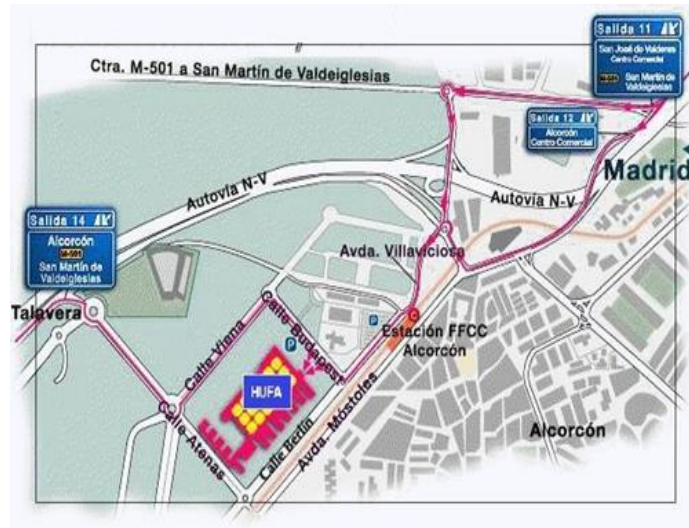 Salida 11
San José de Valderas
Centro Comercial
M-501 San Martín de
Valdeiglesias
Ctra. M-501 a San Martín de Valdeiglesias
Salida 12
Alcorcón
Centro Comercial
Madrid
Autovía N-V
Autovía N-V
Salida 14
Alcorcón
M-501
San Martín de
Valdeiglesias
Avda. Villaviciosa
Talavera
Calle Viena
Calle Budapest
P
P
Estación FFCC
Alcorcón
HUFA
Calle Atenas
Calle Berlín
Avda. Móstoles
Alcorcón